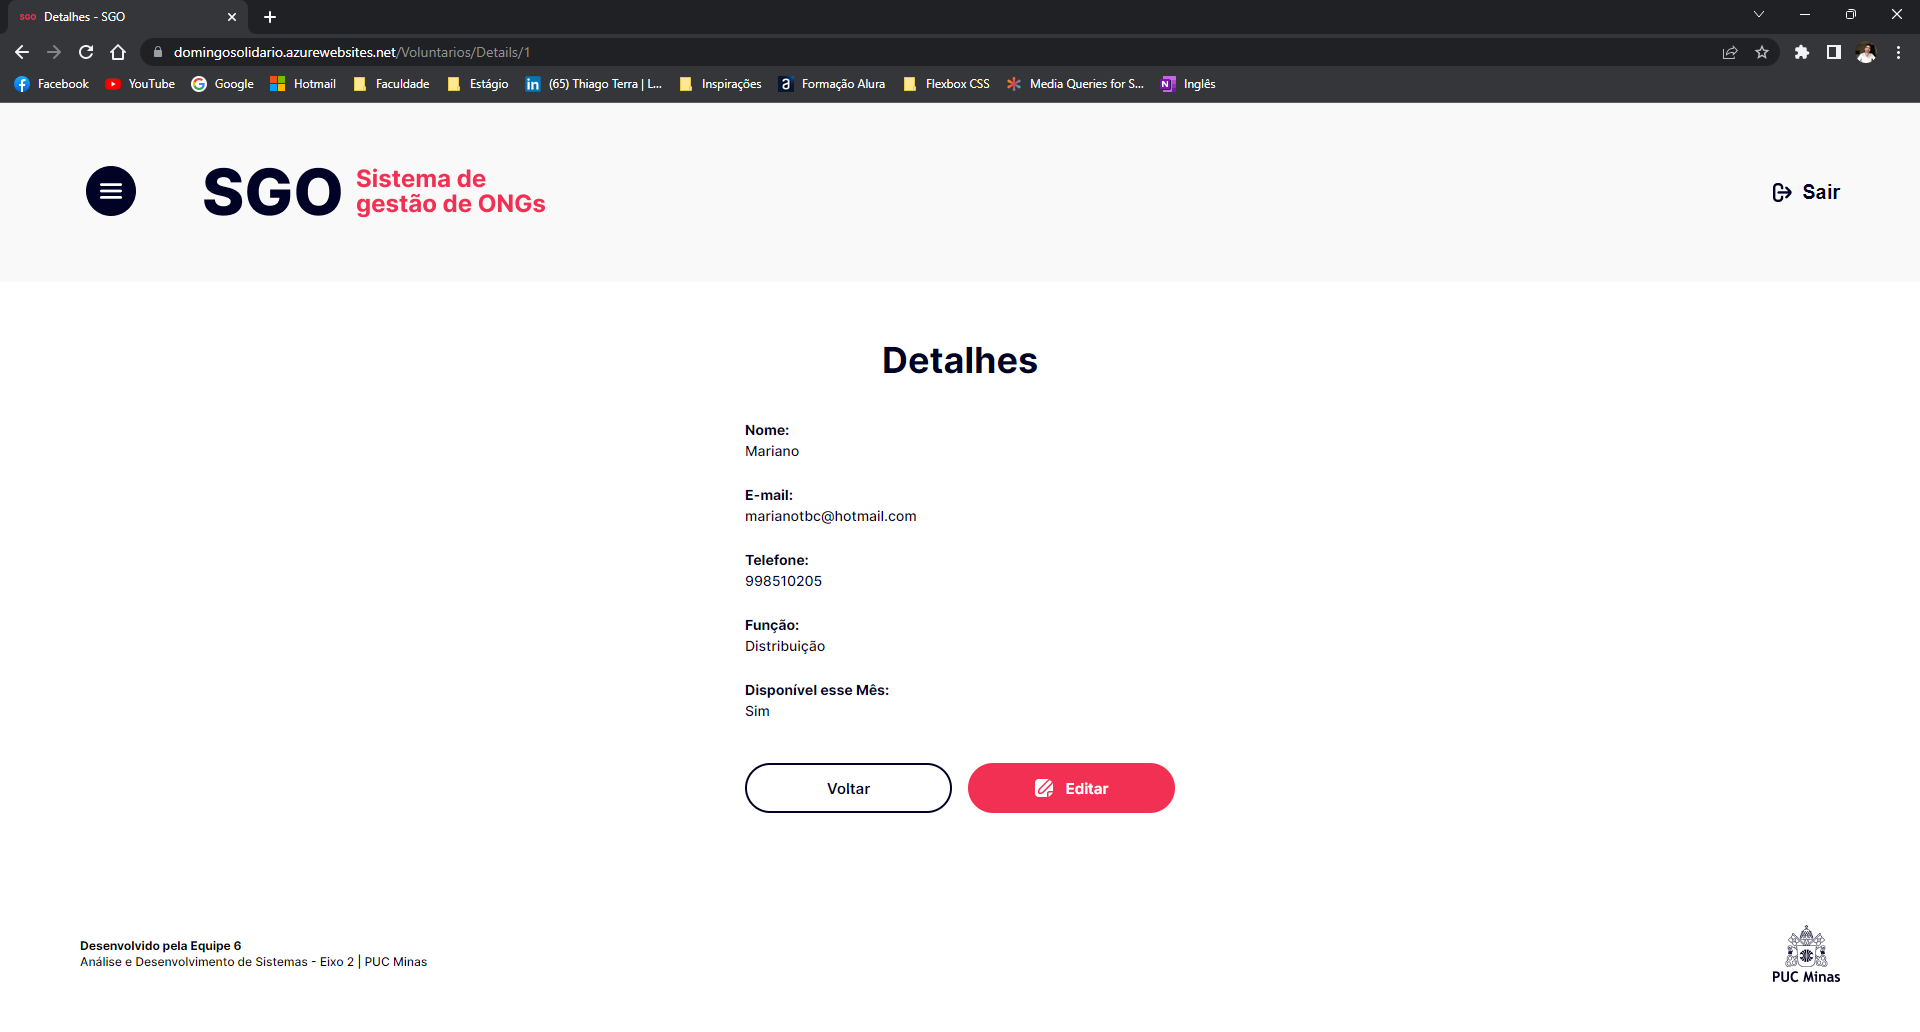 SGO Detalhes - SGO
domingosolidario.azurewebsites.net/Voluntarios/Details/1
Facebook YouTube Google Hotmail Faculdade Estágio (65) Thiago Terra | L... Inspirações Formação Alura Flexbox CSS Media Queries for S... Inglês
SGO Sistema de
gestão de ONGs
Sair
Detalhes
Nome:
Mariano
E-mail:
marianotbc@hotmail.com
Telefone:
998510205
Função:
Distribuição
Disponível esse Mês:
Sim
Voltar Editar
Desenvolvido pela Equipe 6
Análise e Desenvolvimento de Sistemas - Eixo 2 | PUC Minas
PUC Minas